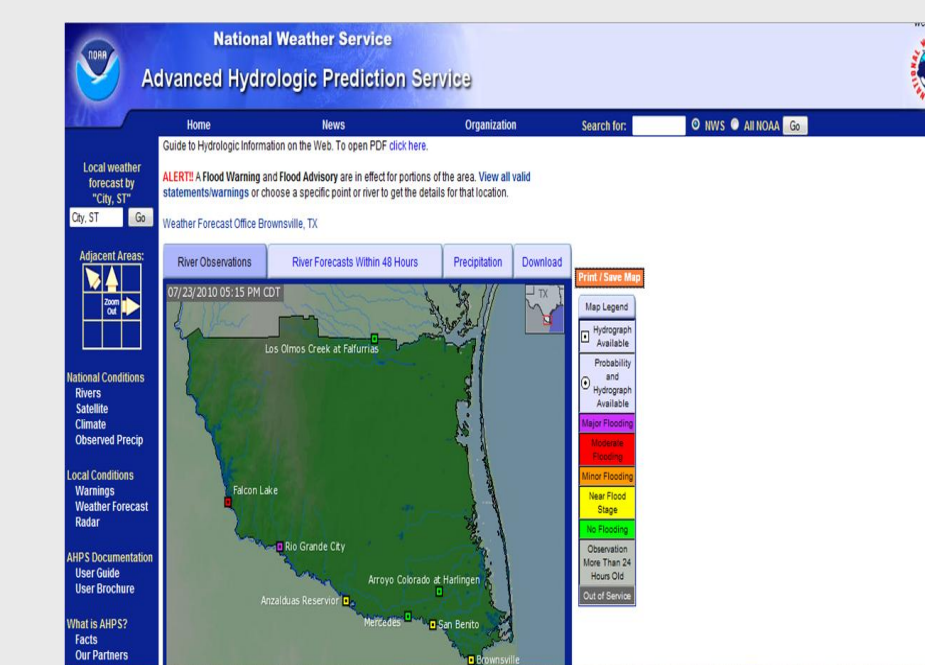 NOAA
National Weather Service
Advanced Hydrologic Prediction Service
Home News Organization Search for: NWS All NOAA Go
Local weather
forecast by
"City, ST"
City, ST Go
Adjacent Areas:
Zoom
Out
National Conditions
Rivers
Satellite
Climate
Observed Precip
Local Conditions
Warnings
Weather Forecast
Radar
AHPS Documentation
User Guide
User Brochure
What is AHPS?
Facts
Our Partners
Guide to Hydrologic Information on the Web. To open PDF click here.
ALERT!! A Flood Warning and Flood Advisory are in effect for portions of the area. View all valid
statements/warnings or choose a specific point or river to get the details for that location.
Weather Forecast Office Brownsville, TX
River Observations River Forecasts Within 48 Hours Precipitation Download
07/23/2010 05:15 PM CDT
TX
Los Olmos Creek at Falfurrias
Falcon Lake
Rio Grande City
Arroyo Colorado at Harlingen
Anzalduas Reservior
Mercedes
San Benito
Brownsville
Print / Save Map
Map Legend
Hydrograph
Available
Probability
and
Hydrograph
Available
Major Flooding
Moderate
Flooding
Minor Flooding
Near Flood
Stage
No Flooding
Observation
More Than 24
Hours Old
Out of Service